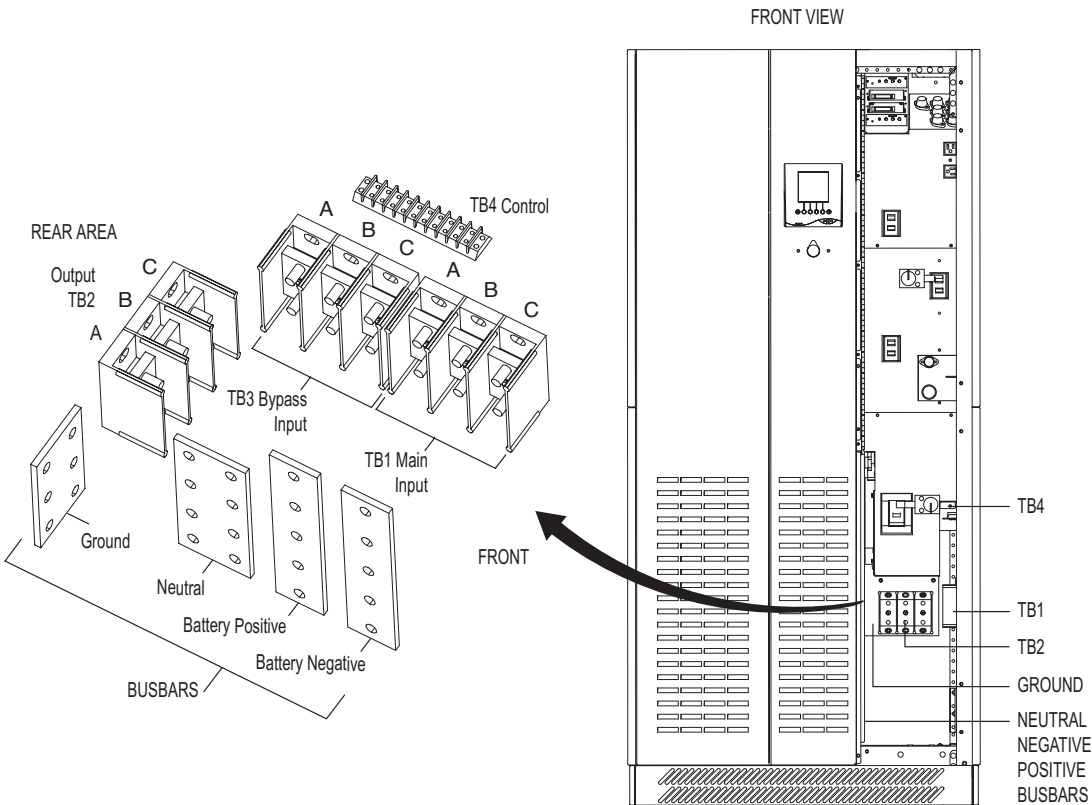 FRONT VIEW
REAR AREA
Output
TB2
C
B
A
A
B
C
A
B
C
TB4 Control
TB3 Bypass
Input
TB1 Main
Input
Ground
Neutral
Battery Positive
Battery Negative
BUSBARS
FRONT
TB4
TB1
TB2
GROUND
NEUTRAL
NEGATIVE
POSITIVE
BUSBARS